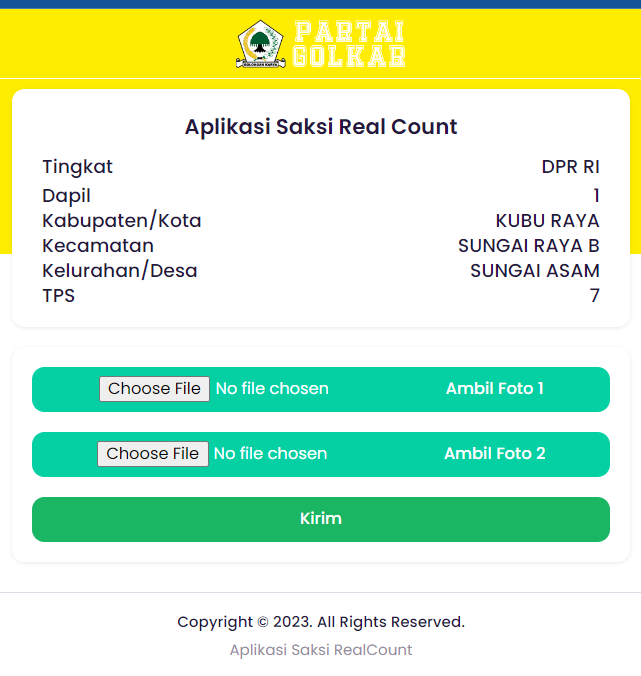 GOLONGAN KARYA
PARTAI
GOLKAR
Aplikasi Saksi Real Count
Tingkat DPR RI
Dapil 1
Kabupaten/Kota KUBU RAYA
Kecamatan SUNGAI RAYA B
Kelurahan/Desa SUNGAI ASAM
TPS 7
Choose File No file chosen Ambil Foto 1
Choose File No file chosen Ambil Foto 2
Kirim
Copyright © 2023. All Rights Reserved.
Aplikasi Saksi RealCount